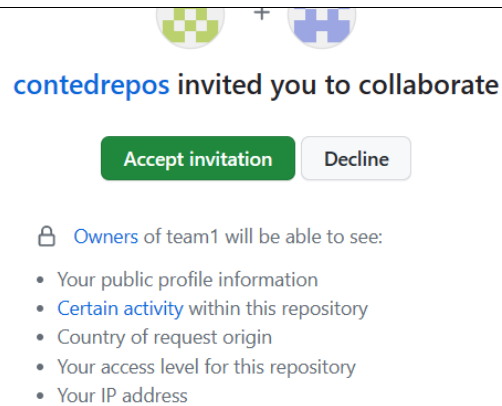 +
contedrepos invited you to collaborate
Accept invitation Decline
Owners of team1 will be able to see:
• Your public profile information
• Certain activity within this repository
• Country of request origin
• Your access level for this repository
• Your IP address